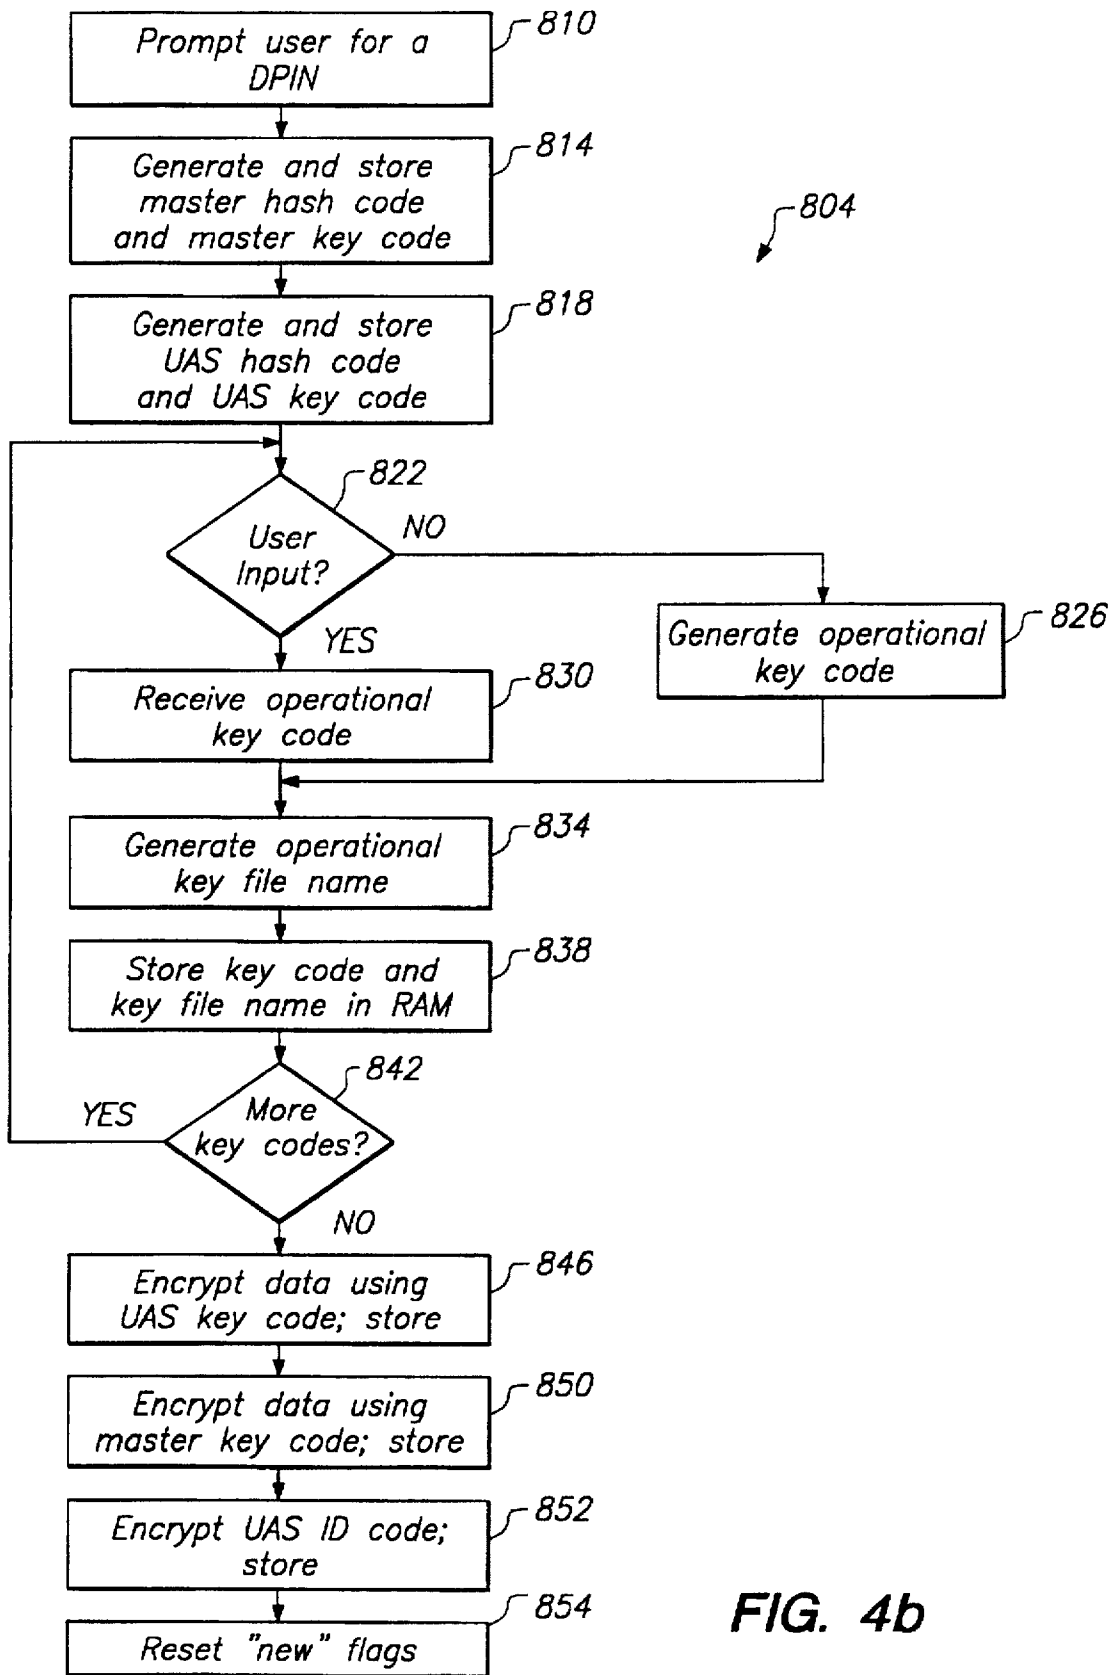 810
Prompt user for a
DPIN
814
Generate and store
master hash code
and master key code
804
818
Generate and store
UAS hash code
and UAS key code
822
User
Input?
NO
YES
826
Generate operational
key code
830
Receive operational
key code
834
Generate operational
key file name
838
Store key code and
key file name in RAM
842
More
key codes?
YES
NO
846
Encrypt data using
UAS key code; store
850
Encrypt data using
master key code; store
852
Encrypt UAS ID code;
store
854
Reset "new" flags
FIG. 4b